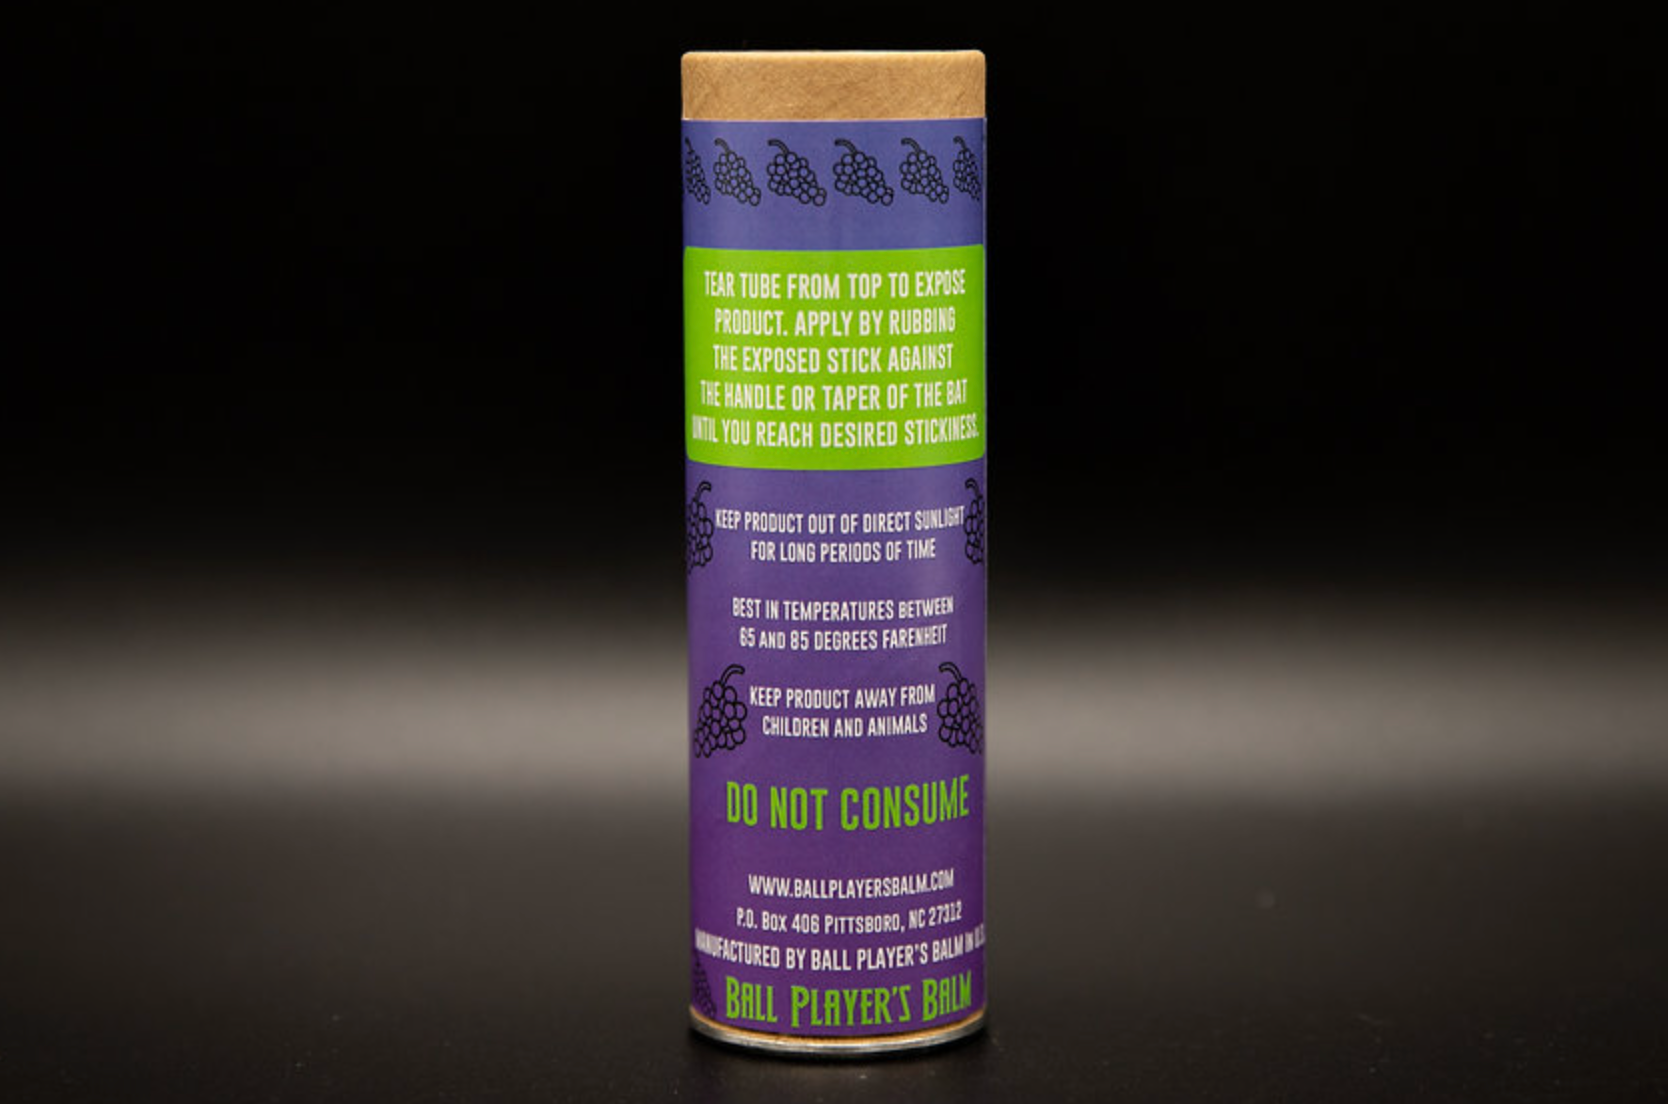 TEAR TUBE FROM TOP TO EXPOSE
PRODUCT. APPLY BY RUBBING
THE EXPOSED STICK AGAINST
THE HANDLE OR TAPER OF THE BAT
UNTIL YOU REACH DESIRED STICKINESS.
KEEP PRODUCT OUT OF DIRECT SUNLIGHT
FOR LONG PERIODS OF TIME
BEST IN TEMPERATURES BETWEEN
65 AND 85 DEGREES FARENHEIT
KEEP PRODUCT AWAY FROM
CHILDREN AND ANIMALS
DO NOT CONSUME
WWW.BALLPLAYERSBALM.COM
P.O. BOX 406 PITTSBORO, NC 27312
MANUFACTURED BY BALL PLAYER'S BALM IN
BALL PLAYER'S BALM